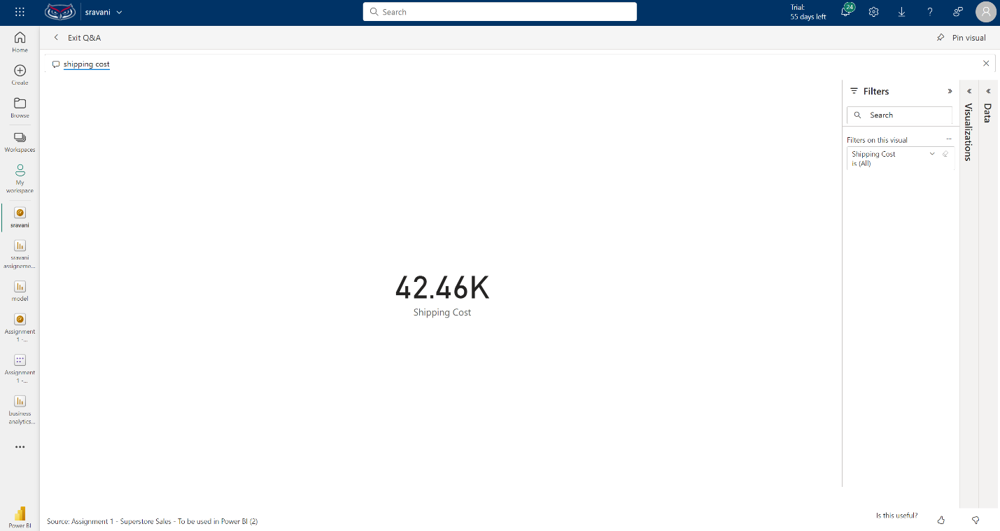 sravani
Search
Trial:
55 days left
24
Home
Create
Browse
Workspaces
My
workspace
sravani
sravani
assigneme...
model
Assignment
1 -...
Assignment
1 -...
business
analytics...
Power BI
Exit Q&A
Pin visual
shipping cost
Filters
Search
Filters on this visual
Shipping Cost
is (All)
Visualizations
Data
42.46K
Shipping Cost
Source: Assignment 1 - Superstore Sales - To be used in Power BI (2)
Is this useful?